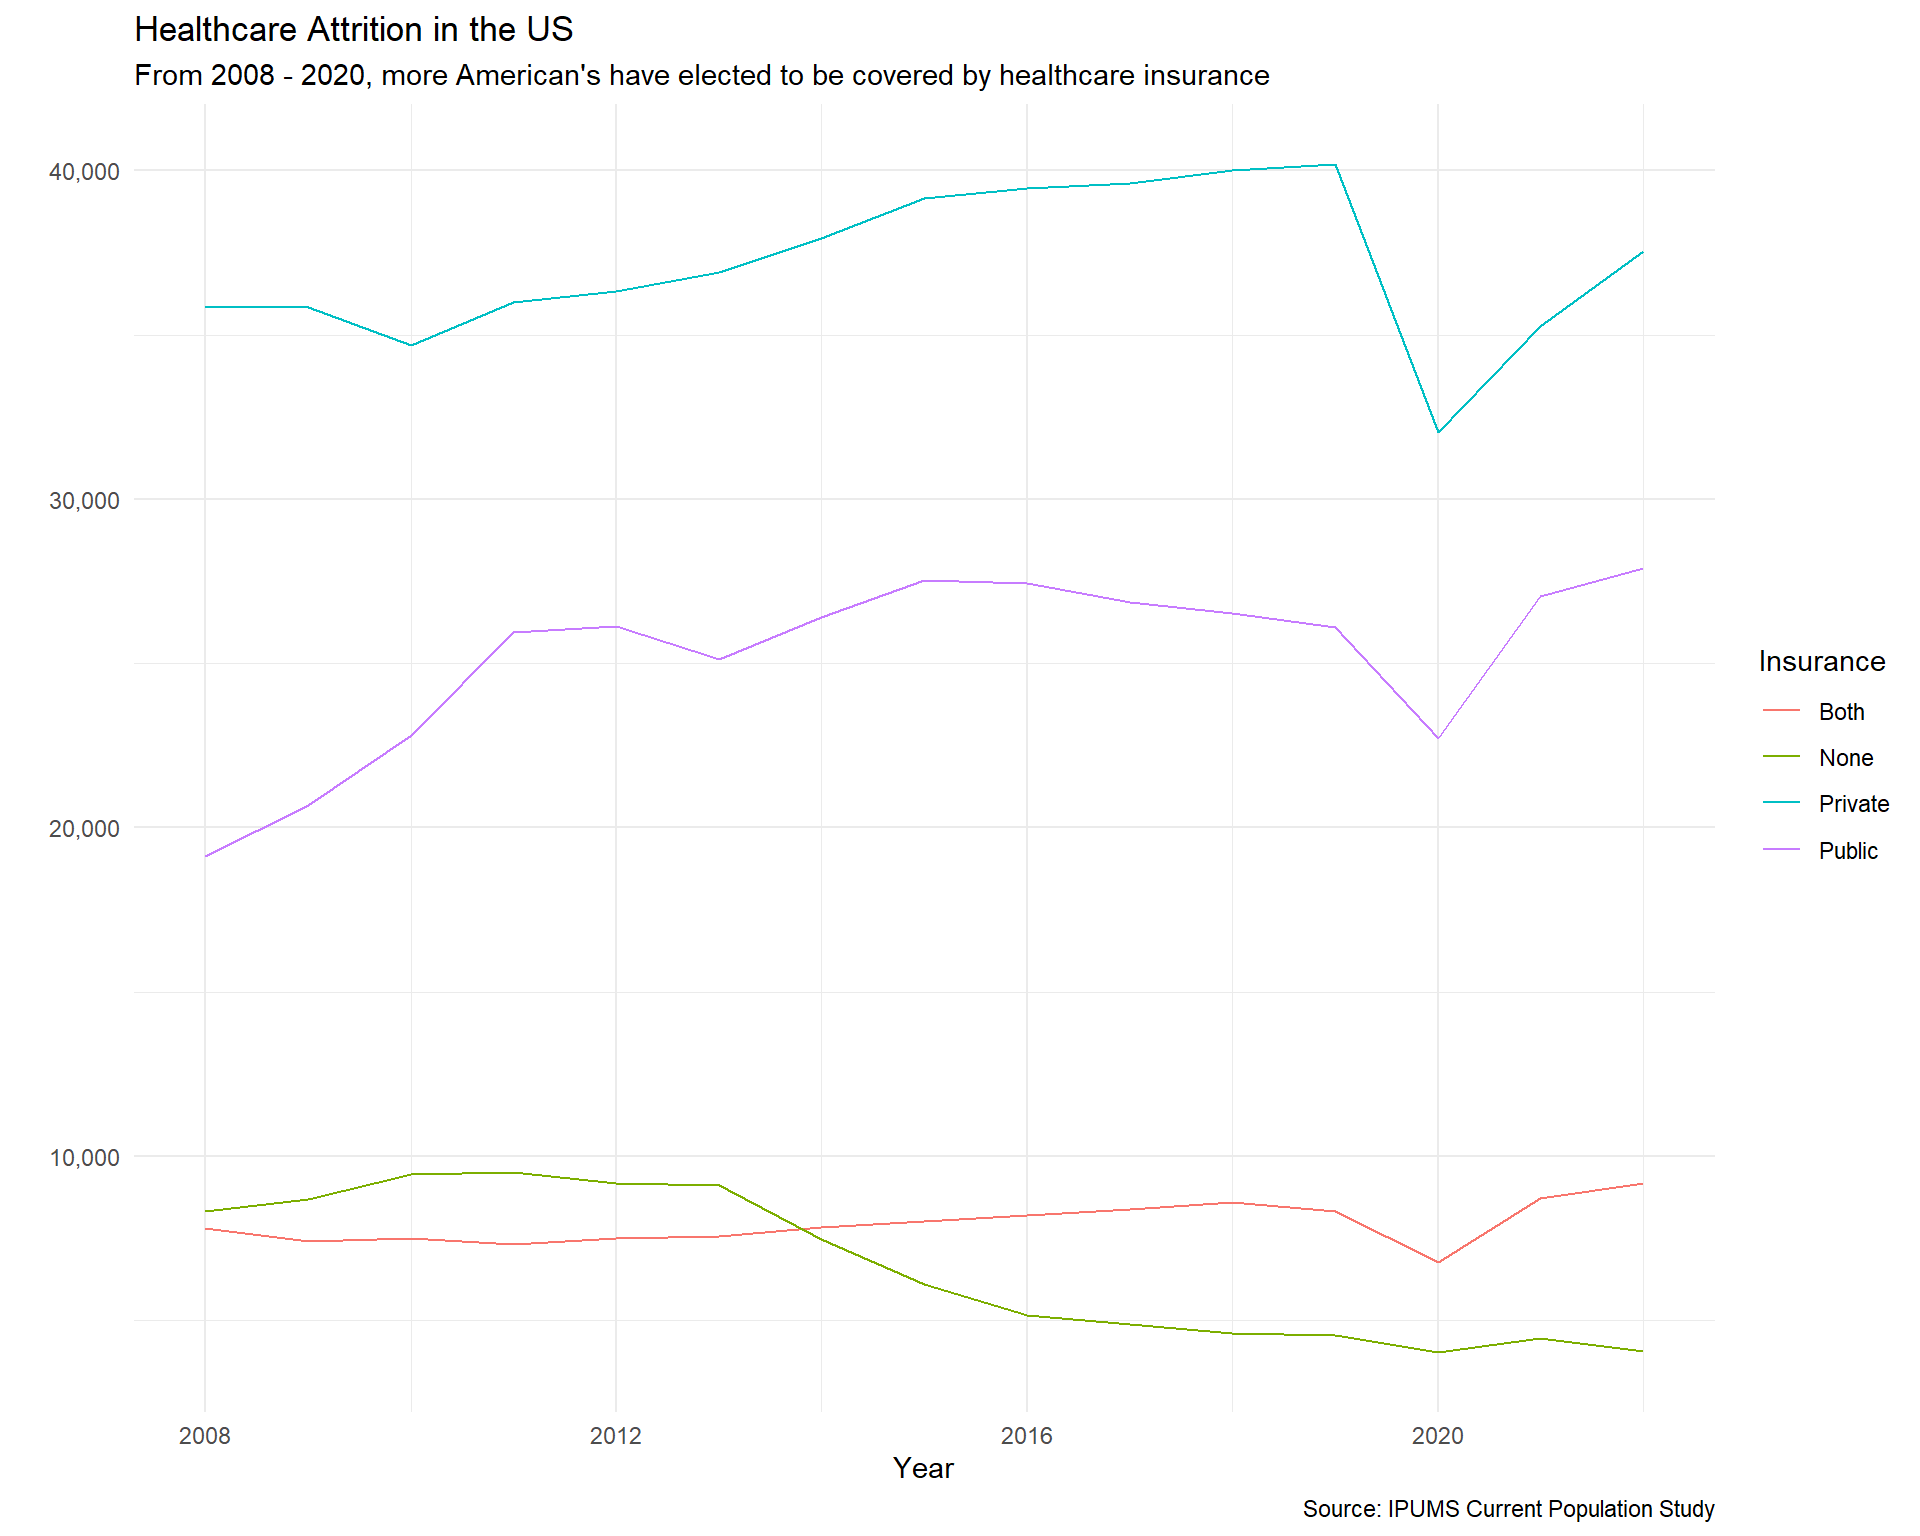 Healthcare Attrition in the US
From 2008 - 2020, more American's have elected to be covered by healthcare insurance
40,000
30,000
20,000
10,000
2008
2012
2016
2020
Year
Insurance
Both
None
Private
Public
Source: IPUMS Current Population Study